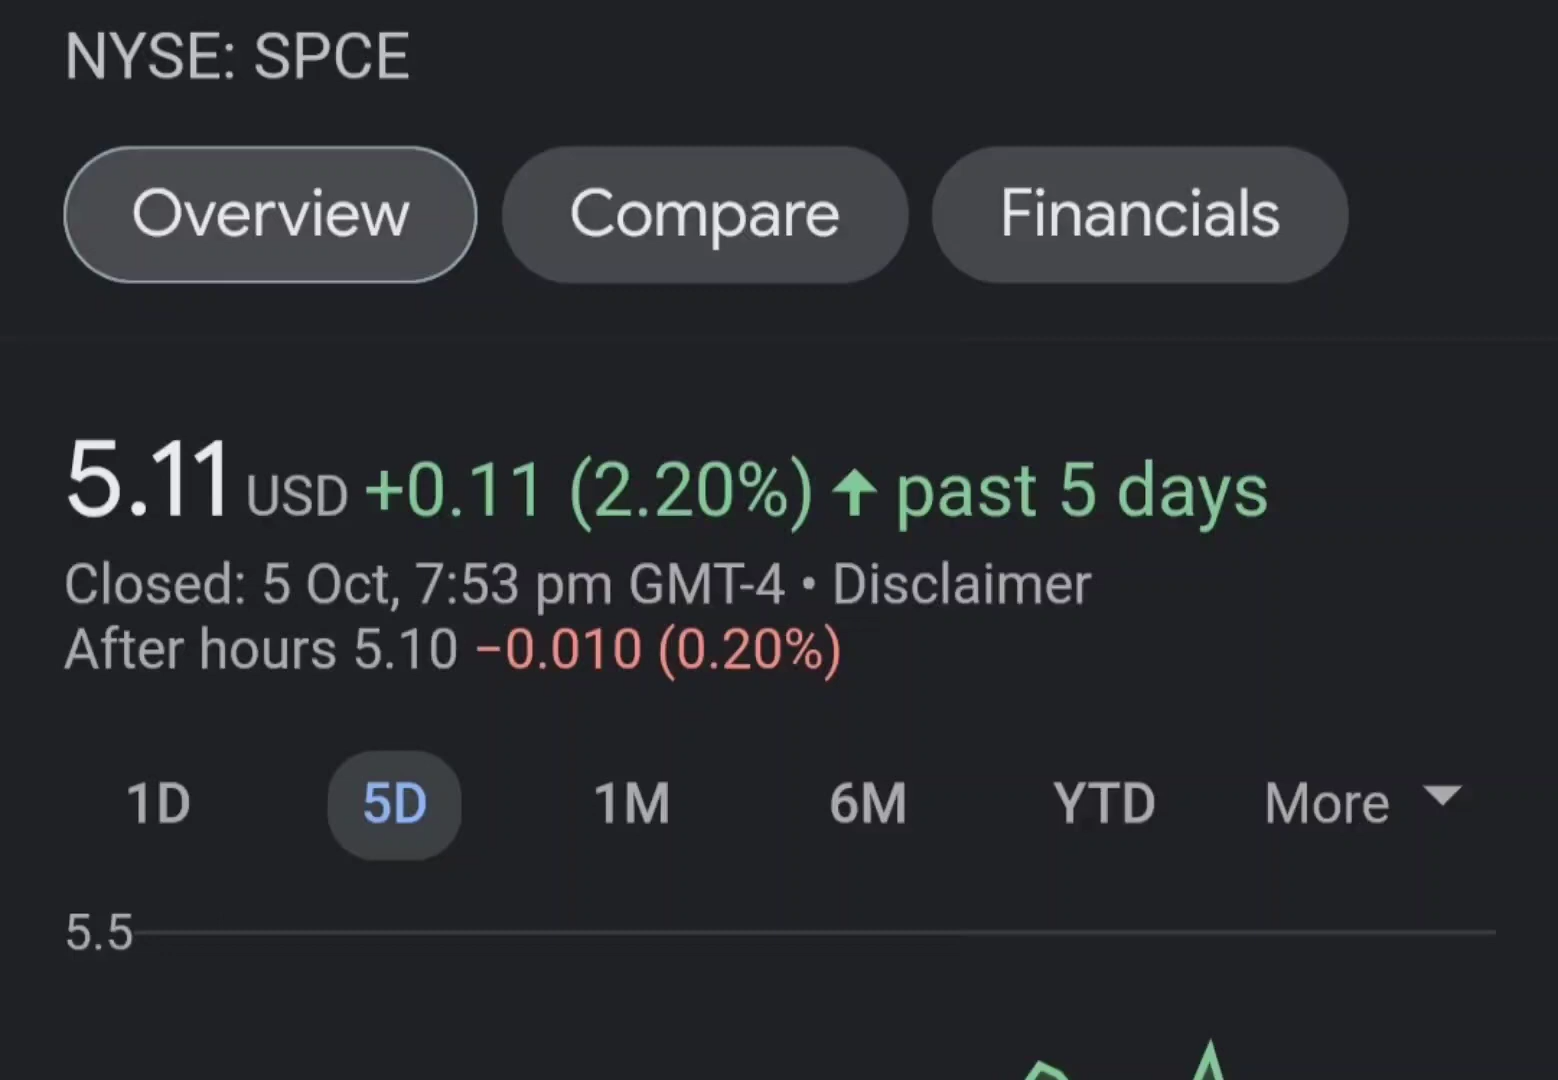 NYSE: SPCE
Overview Compare Financials
5.11 USD +0.11 (2.20%) ↑ past 5 days
Closed: 5 Oct, 7:53 pm GMT-4 • Disclaimer
After hours 5.10 −0.010 (0.20%)
1D 5D 1M 6M YTD More
5.5